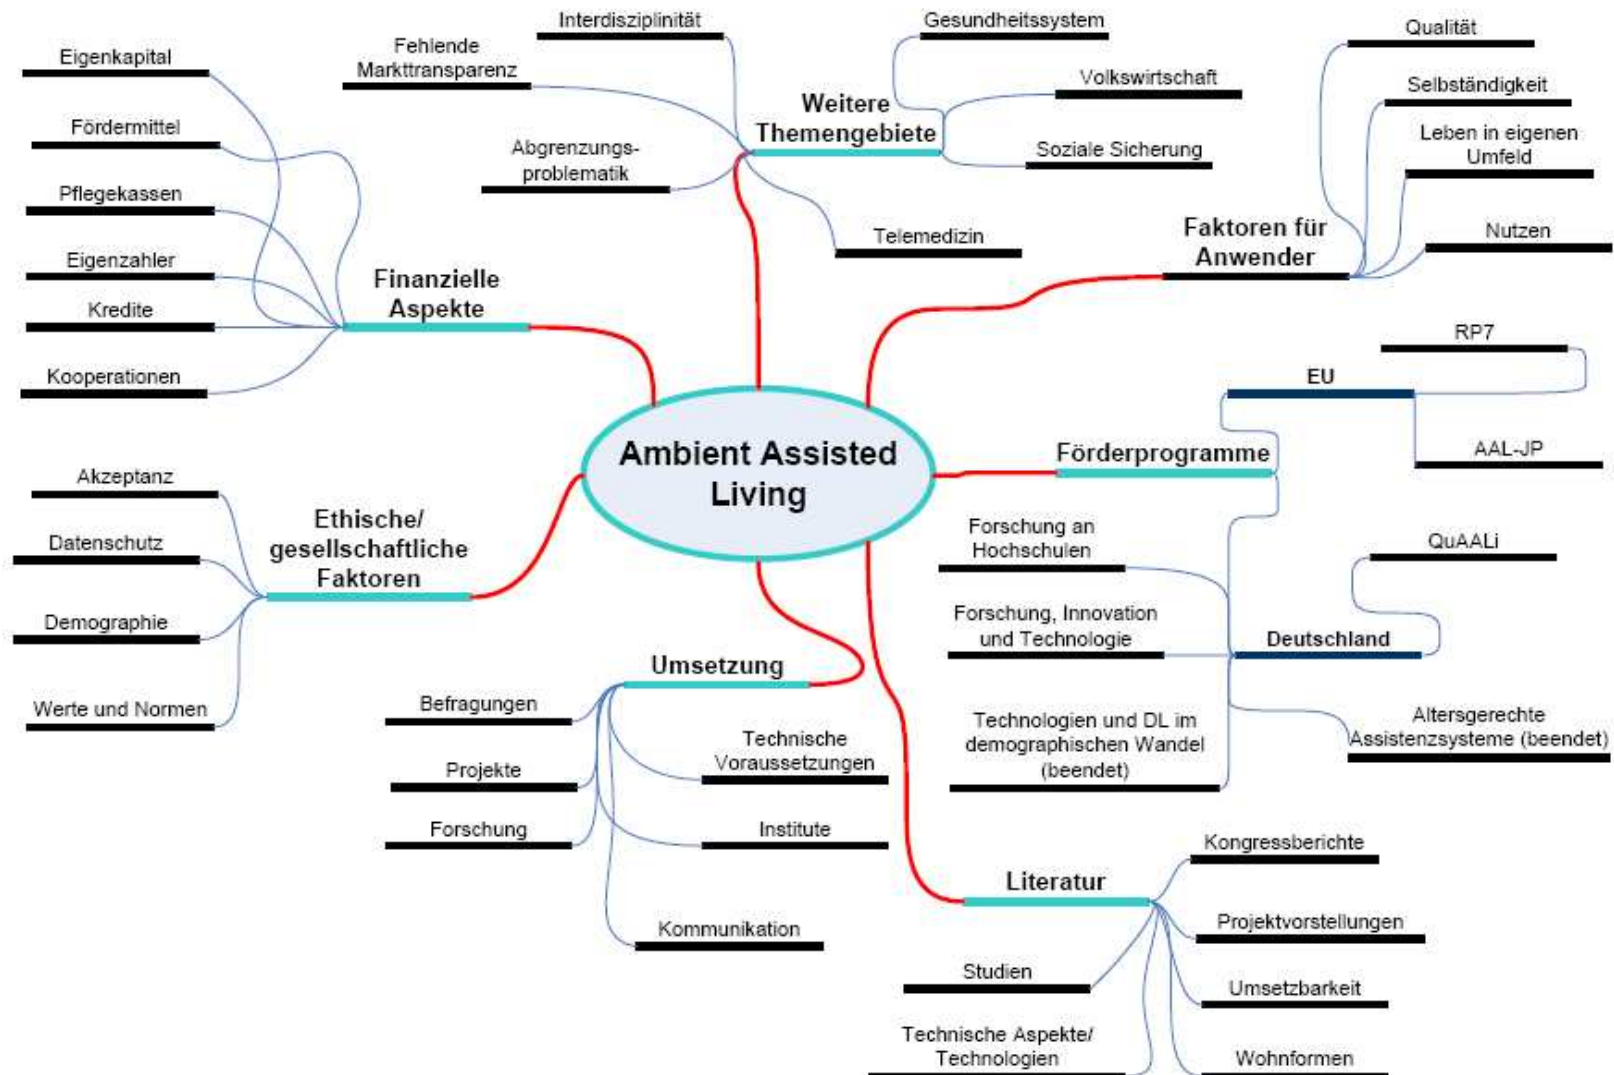 Interdisziplinität
Gesundheitssystem
Qualität
Fehlende
Markttransparenz
Eigenkapital
Volkswirtschaft
Selbständigkeit
Weitere
Themengebiete
Fördermittel
Leben in eigenen
Umfeld
Abgrenzungs-
problematik
Soziale Sicherung
Pflegekassen
Telemedizin
Faktoren für
Anwender
Nutzen
Eigenzahler
Finanzielle
Aspekte
Kredite
RP7
Kooperationen
EU
Ambient Assisted
Living
Förderprogramme
AAL-JP
Akzeptanz
Ethische/
gesellschaftliche
Faktoren
Datenschutz
Forschung an
Hochschulen
QuAALi
Demographie
Forschung, Innovation
und Technologie
Deutschland
Umsetzung
Werte und Normen
Befragungen
Technische
Voraussetzungen
Technologien und DL im
demographischen Wandel
(beendet)
Altersgerechte
Assistenzsysteme (beendet)
Projekte
Forschung
Institute
Kongressberichte
Literatur
Kommunikation
Projektvorstellungen
Studien
Umsetzbarkeit
Technische Aspekte/
Technologien
Wohnformen